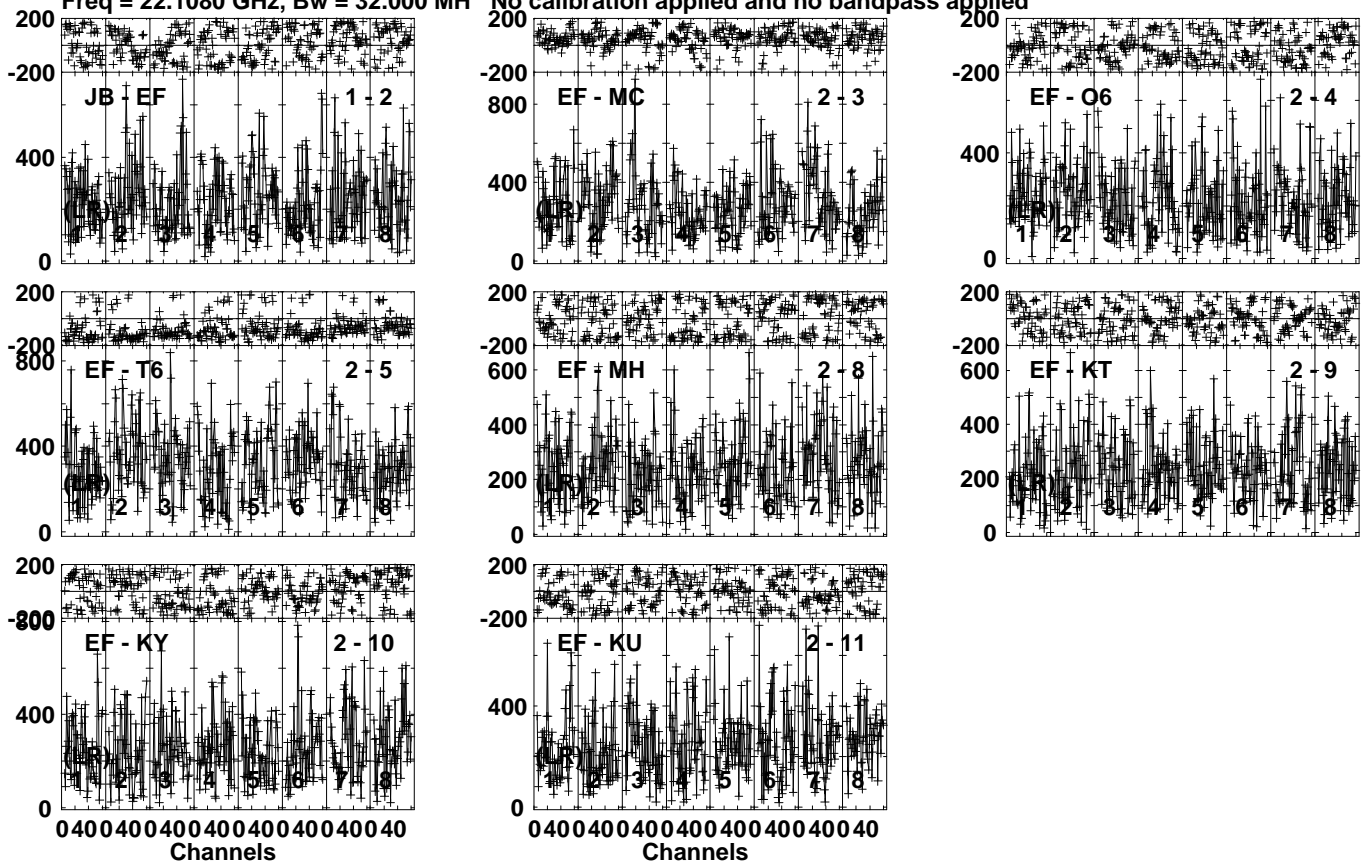 Freq = 22.1080 GHz, Bw = 32.000 MH No calibration applied and no bandpass applied
200 200 200
-200 -200 -200
JB - EF 1 - 2 EF - MC 2 - 3 EF - O6 2 - 4
800
400 400 400
(LR) (LR) (LR)
1 2 3 4 5 6 7 8 1 2 3 4 5 6 7 8 1 2 3 4 5 6 7 8
0 0 0
200 200 200
-200 -200 -200
800 600 600
EF - T6 2 - 5 EF - MH 2 - 8 EF - KT 2 - 9
400 400 400
200 200
(LR) (LR) (LR)
1 2 3 4 5 6 7 8 1 2 3 4 5 6 7 8 1 2 3 4 5 6 7 8
0 0 0
200 200
-200 -200
800
EF - KY 2 - 10 EF - KU 2 - 11
400 400
(LR) (LR)
1 2 3 4 5 6 7 8 1 2 3 4 5 6 7 8
0 0
0 40 0 40 0 40 0 40 0 40 0 40 0 40 0 40 0 40 0 40 0 40 0 40 0 40 0 40 0 40 0 40
Channels Channels